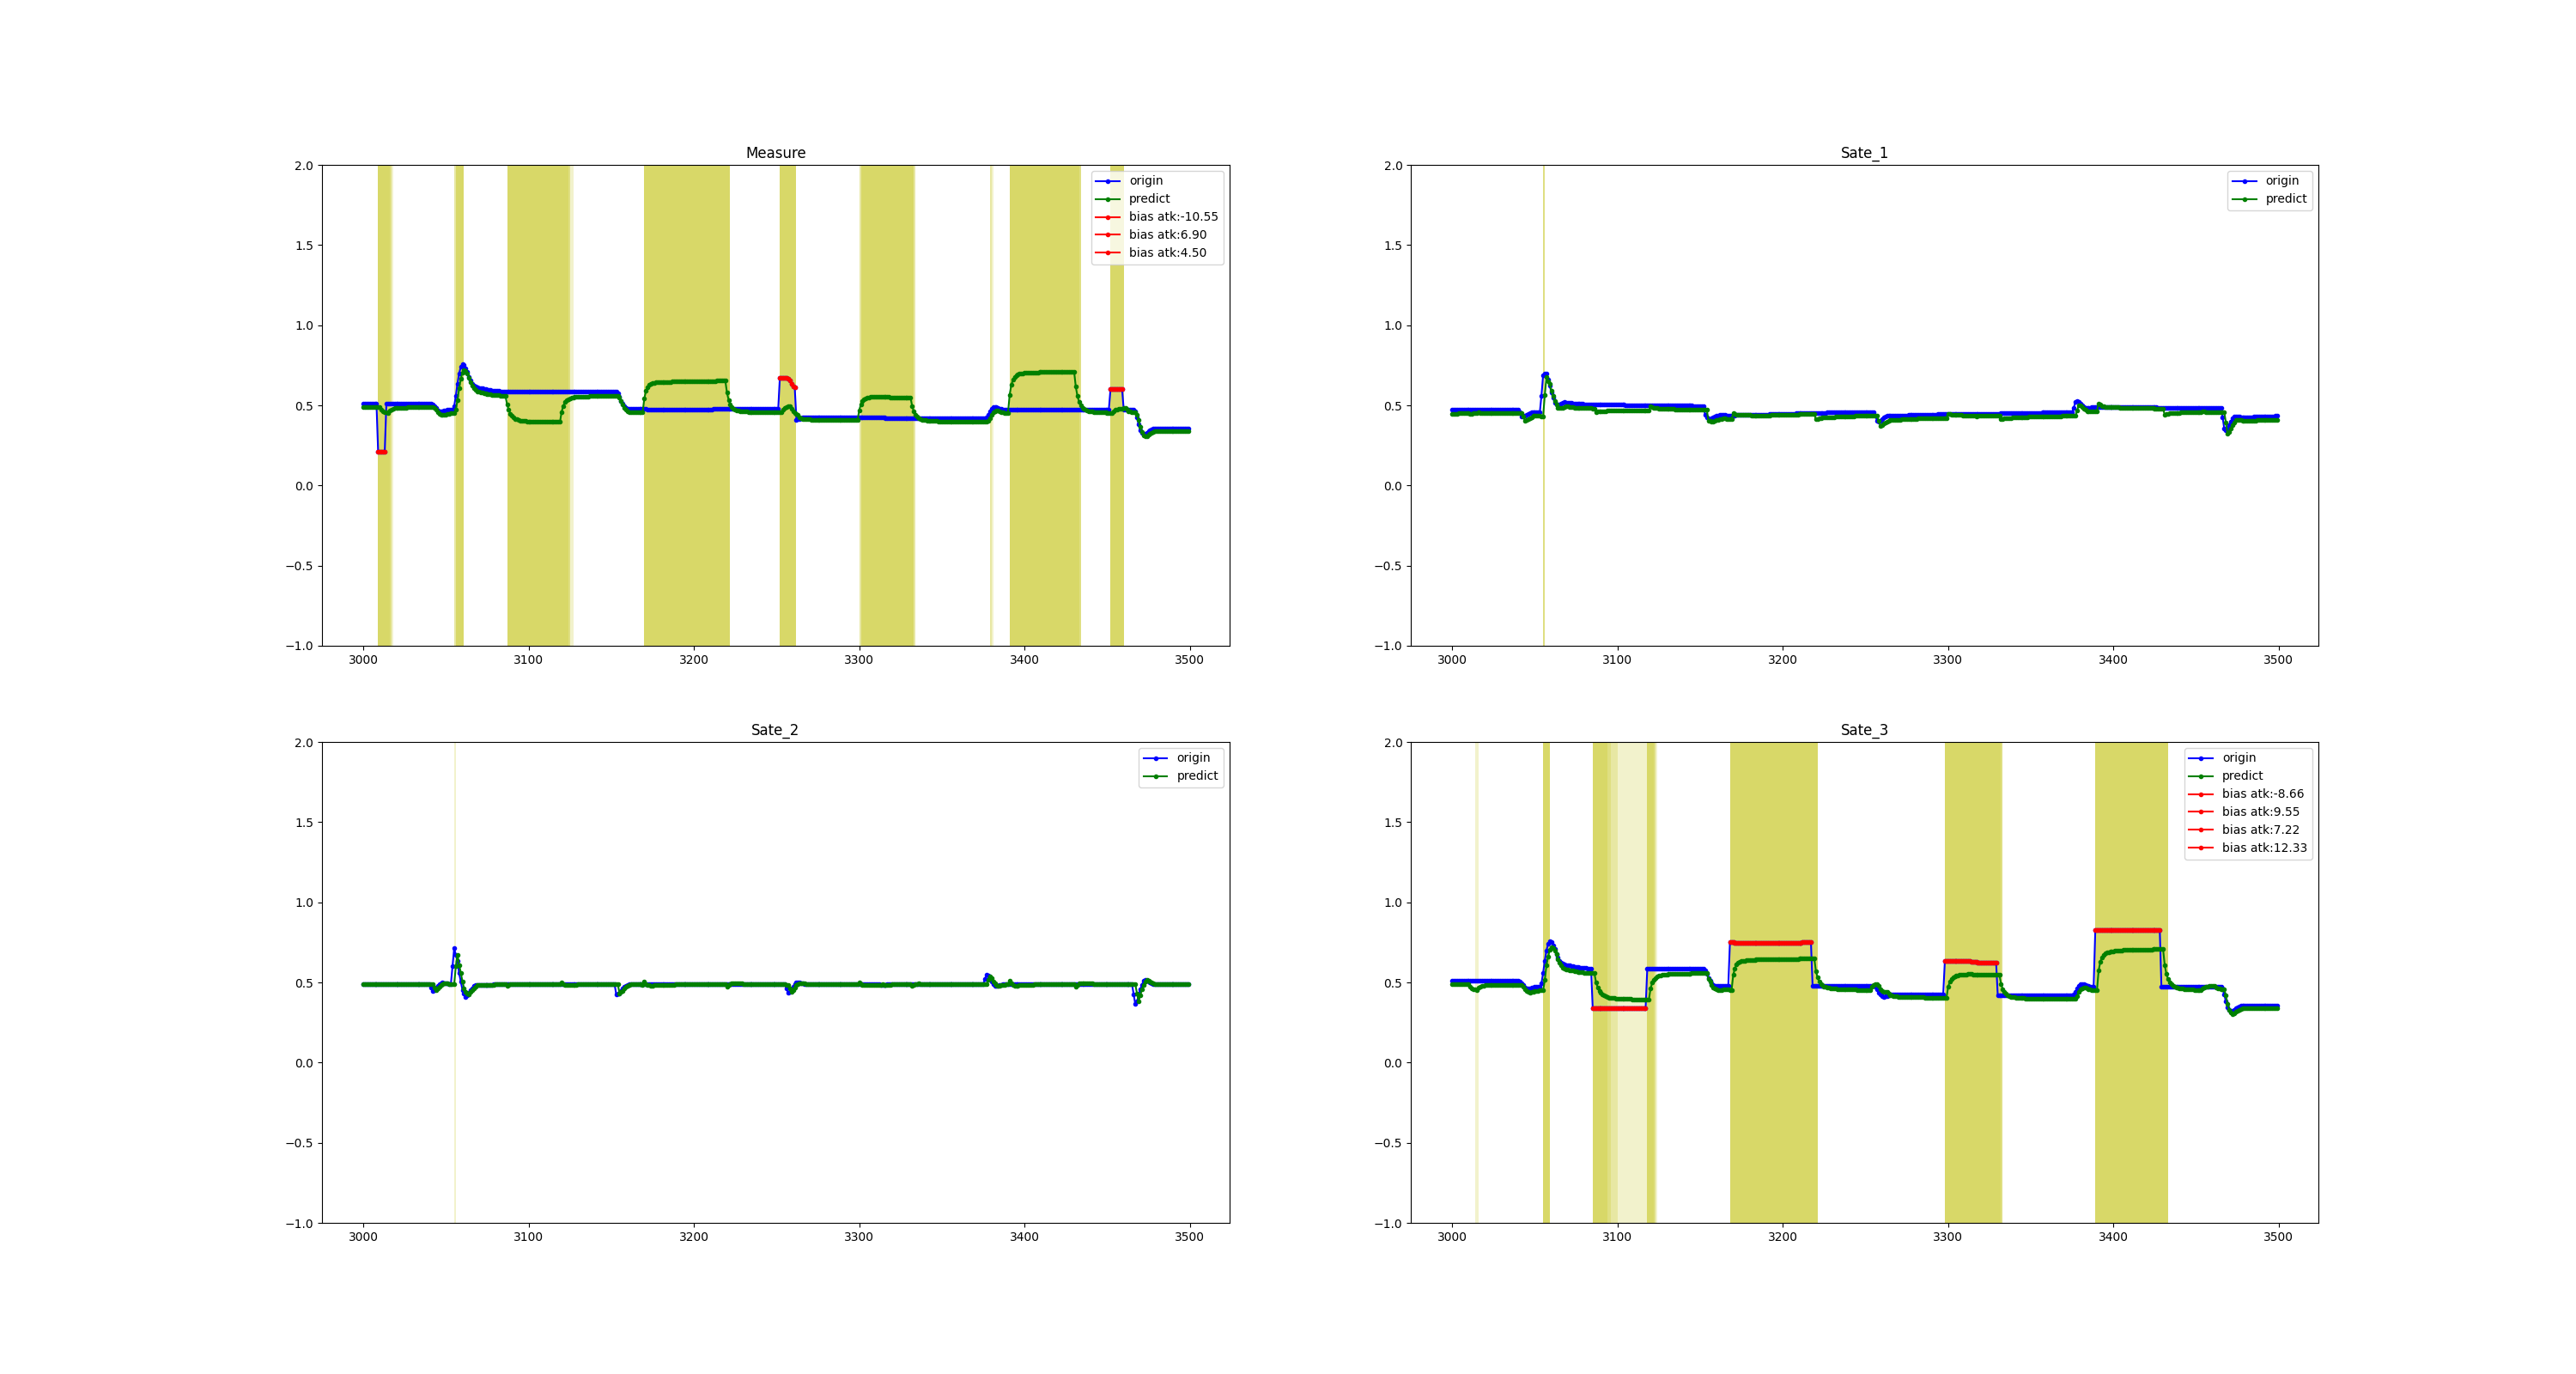 Measure
2.0
1.5
1.0
0.5
0.0
−0.5
−1.0
3000 3100 3200 3300 3400 3500
origin
predict
bias atk:-10.55
bias atk:6.90
bias atk:4.50
Sate_1
2.0
1.5
1.0
0.5
0.0
−0.5
−1.0
3000 3100 3200 3300 3400 3500
origin
predict
Sate_2
2.0
1.5
1.0
0.5
0.0
−0.5
−1.0
3000 3100 3200 3300 3400 3500
origin
predict
Sate_3
2.0
1.5
1.0
0.5
0.0
−0.5
−1.0
3000 3100 3200 3300 3400 3500
origin
predict
bias atk:-8.66
bias atk:9.55
bias atk:7.22
bias atk:12.33